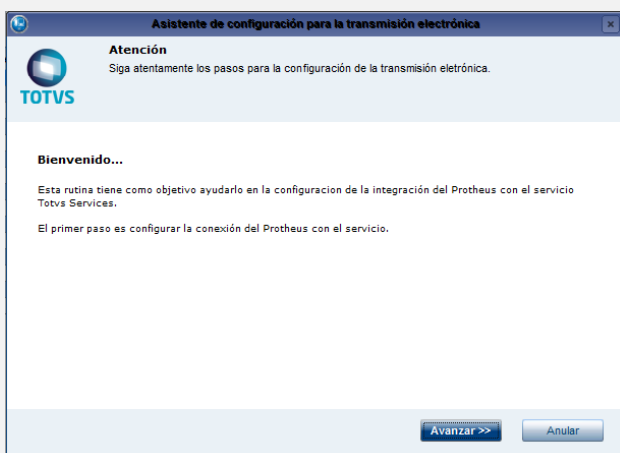 Asistente de configuración para la transmisión electrónica
Atención
Siga atentamente los pasos para la configuración de la transmisión eletrónica.
TOTVS
Bienvenido...
Esta rutina tiene como objetivo ayudarlo en la configuracion de la integración del Protheus con el servicio
Totvs Services.
El primer paso es configurar la conexión del Protheus con el servicio.
Avanzar >>
Anular